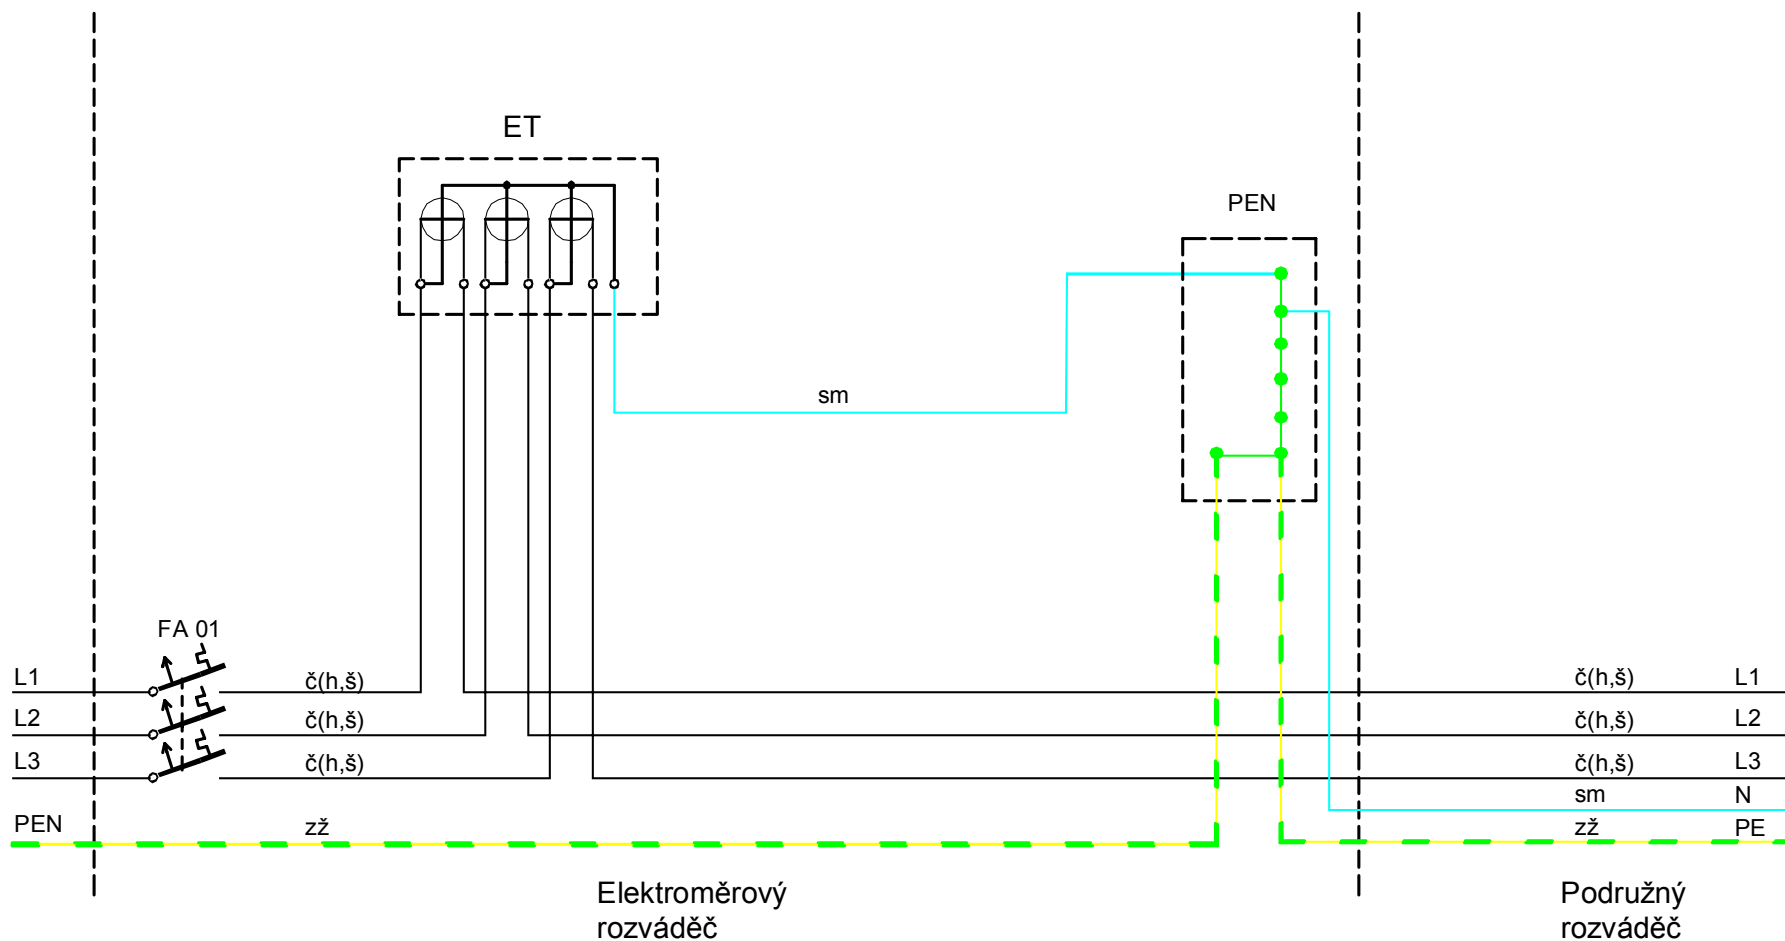 ET
PEN
sm
FA 01
L1 č(h,š) č(h,š) L1
L2 č(h,š) č(h,š) L2
L3 č(h,š) č(h,š) L3
sm N
PEN zž zž PE
Elektroměrový
rozváděč
Podružný
rozváděč